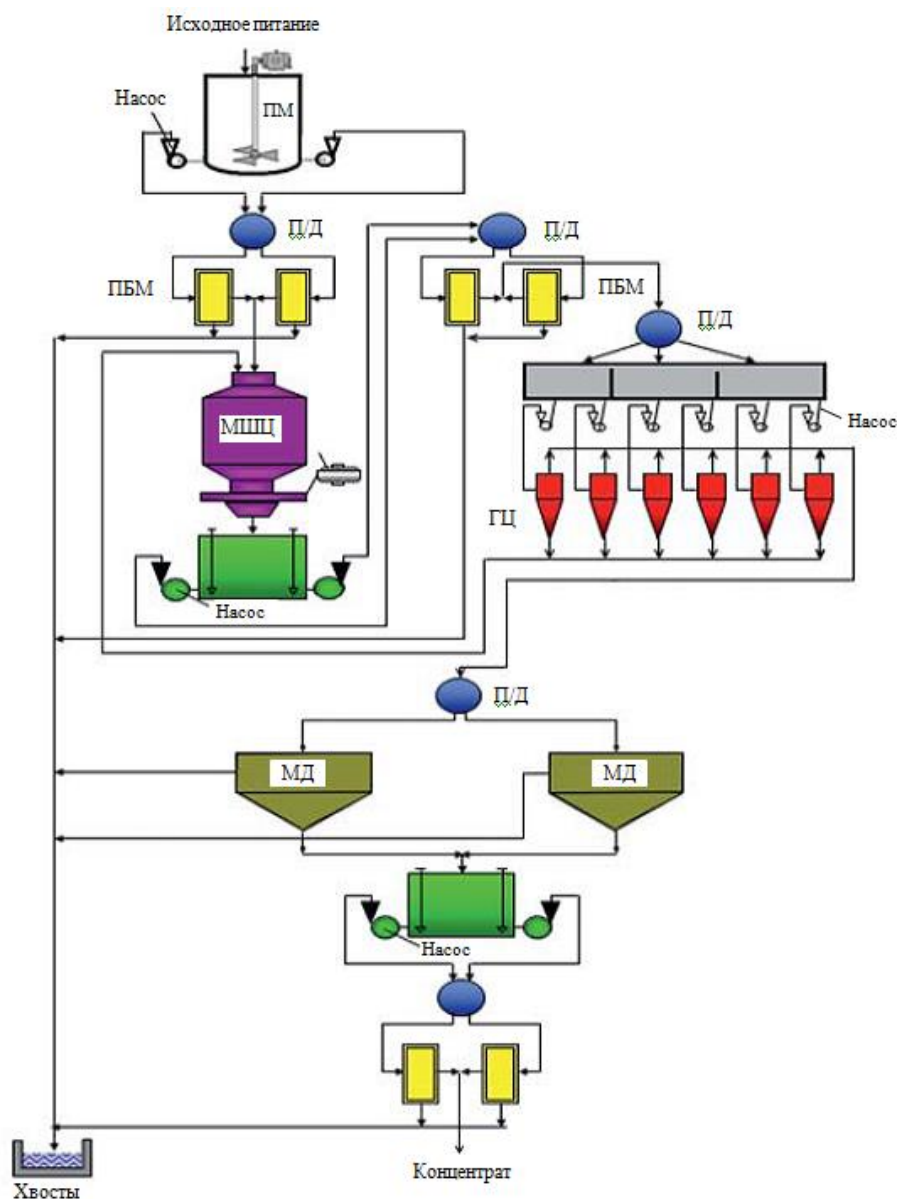 Исходное питание
Насос
ПМ
П/Д
П/Д
ПБМ
ПБМ
П/Д
МШЦ
Насос
ГЦ
Насос
П/Д
МД
МД
Насос
Концентрат
Хвосты